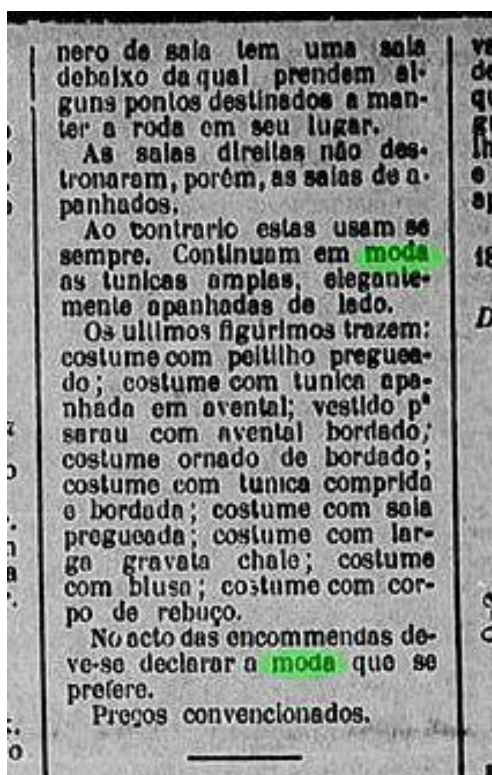 nero de saia tem uma saia
debaixo da qual prendem al-
guns pontos destinados a man-
ter a roda em seu lugar.
As saias direitas não des-
tronaram, porém, as saias de a-
panhados.
Ao contrario estas usam se
sempre. Continuam em moda
as tunicas amplas, elegante-
mente apanhadas de lado.
Os ultimos figurimos trazem:
costume com peitilho preguea-
do; costume com tunica apa-
nhada em avental; vestido pª
sarau com avental bordado;
costume ornado de bordado;
costume com tunica comprida
e bordada; costume com saia
pregueada; costume com lar-
ga gravata chale; costume
com blusa; costume com cor-
po de rebuço.
No acto das encommendas de-
ve-se declarar a moda que se
prefere.
Preços convencionados.